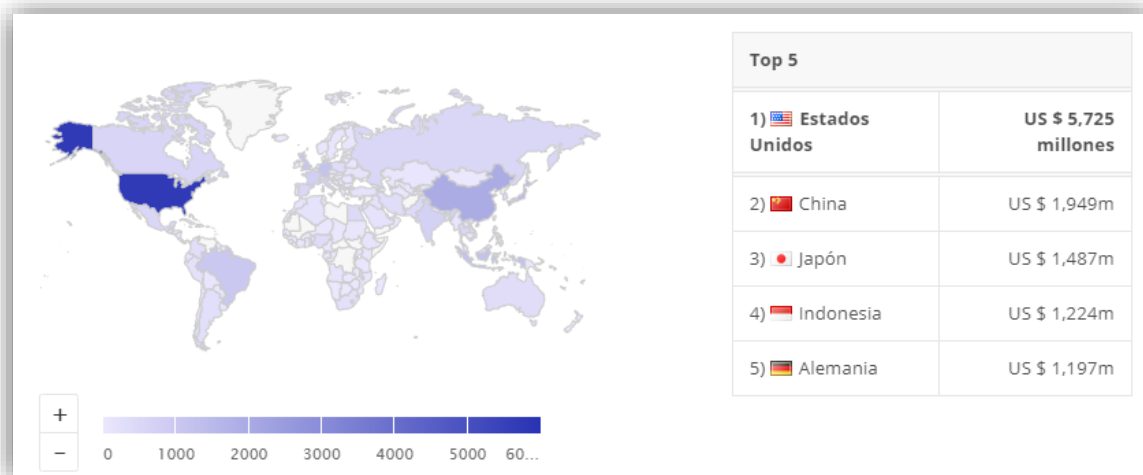 Top 5
1) Estados
Unidos
US $ 5,725
millones
2) China
US $ 1,949m
3) Japón
US $ 1,487m
4) Indonesia
US $ 1,224m
5) Alemania
US $ 1,197m
+
−
0 1000 2000 3000 4000 5000 60...